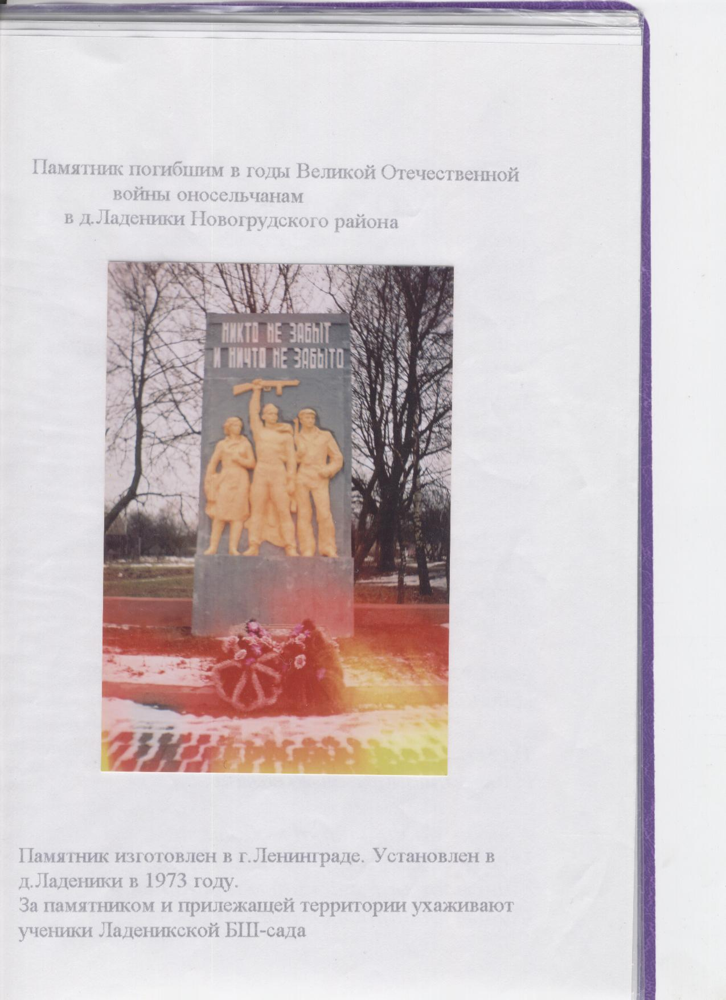 Памятник погибшим в годы Великой Отечественной
войны оносельчанам
в д.Ладеники Новогрудского района
НИКТО НЕ ЗАБЫТ
И НИЧТО НЕ ЗАБЫТО
Памятник изготовлен в г.Ленинграде. Установлен в
д.Ладеники в 1973 году.
За памятником и прилежащей территории ухаживают
ученики Ладеникской БШ-сада